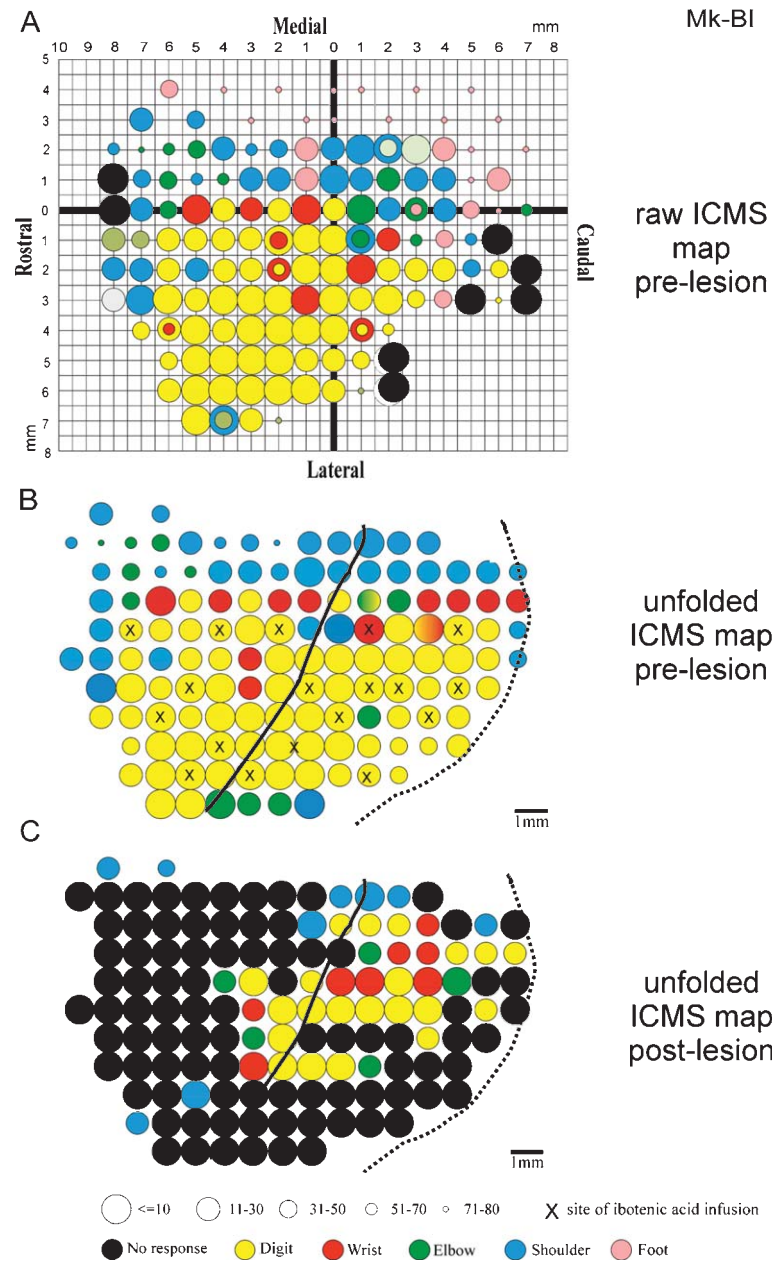 A
Medial
mm
Mk-BI
10 9 8 7 6 5 4 3 2 1 0 1 2 3 4 5 6 7 8
5
4
3
2
1
0
1
2
3
4
5
6
7
8
mm
Rostral
Caudal
Lateral
raw ICMS
map
pre-lesion
B
x x x x x
x x x x x
x x x
x x
x x x
1mm
unfolded
ICMS map
pre-lesion
C
1mm
unfolded
ICMS map
post-lesion
<=10 11-30 31-50 51-70 71-80 X site of ibotenic acid infusion
No response Digit Wrist Elbow Shoulder Foot